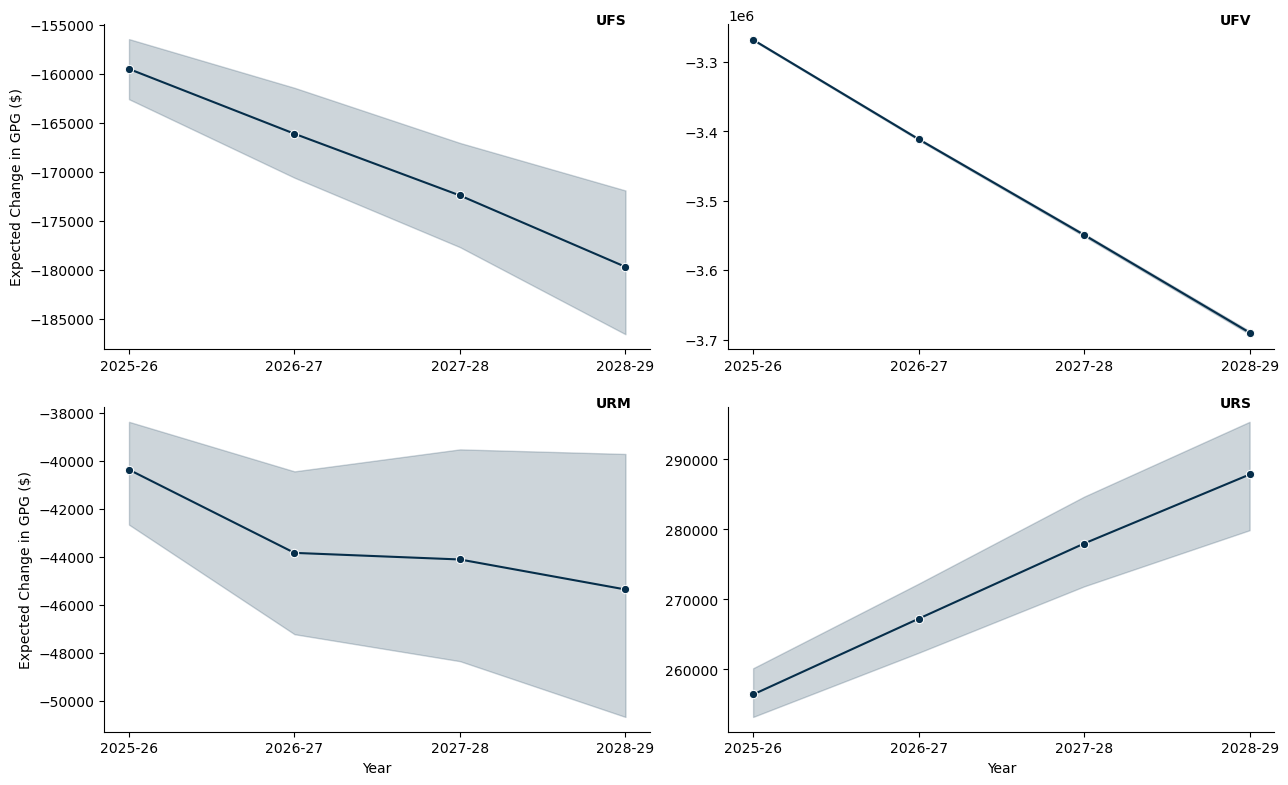 UFS
Expected Change in GPG ($)
−155000
−160000
−165000
−170000
−175000
−180000
−185000
2025-26 2026-27 2027-28 2028-29
1e6
UFV
−3.3
−3.4
−3.5
−3.6
−3.7
2025-26 2026-27 2027-28 2028-29
URM
Expected Change in GPG ($)
−38000
−40000
−42000
−44000
−46000
−48000
−50000
2025-26 2026-27 2027-28 2028-29
Year
URS
290000
280000
270000
260000
2025-26 2026-27 2027-28 2028-29
Year